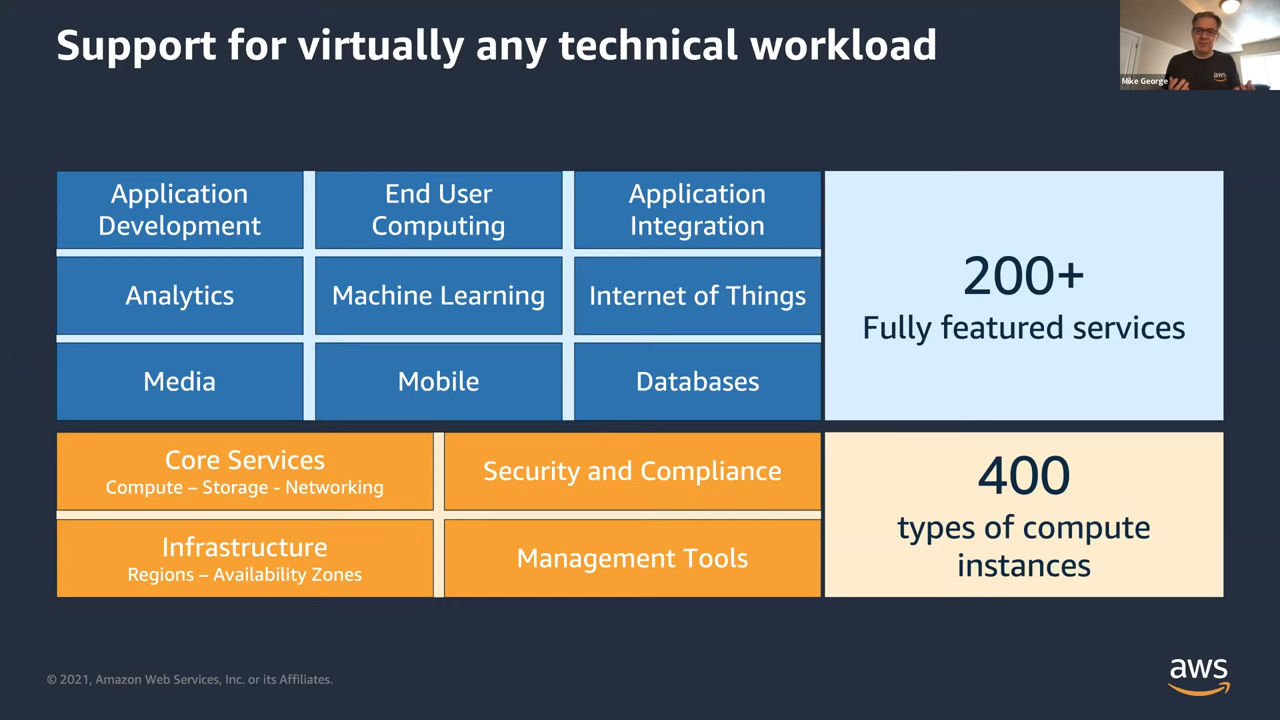 Support for virtually any technical workload
Mike George
aws
Application
Development
End User
Computing
Application
Integration
Analytics
Machine Learning
Internet of Things
Media
Mobile
Databases
200+
Fully featured services
Core Services
Compute – Storage - Networking
Security and Compliance
Infrastructure
Regions – Availability Zones
Management Tools
400
types of compute
instances
© 2021, Amazon Web Services, Inc. or its Affiliates.
aws